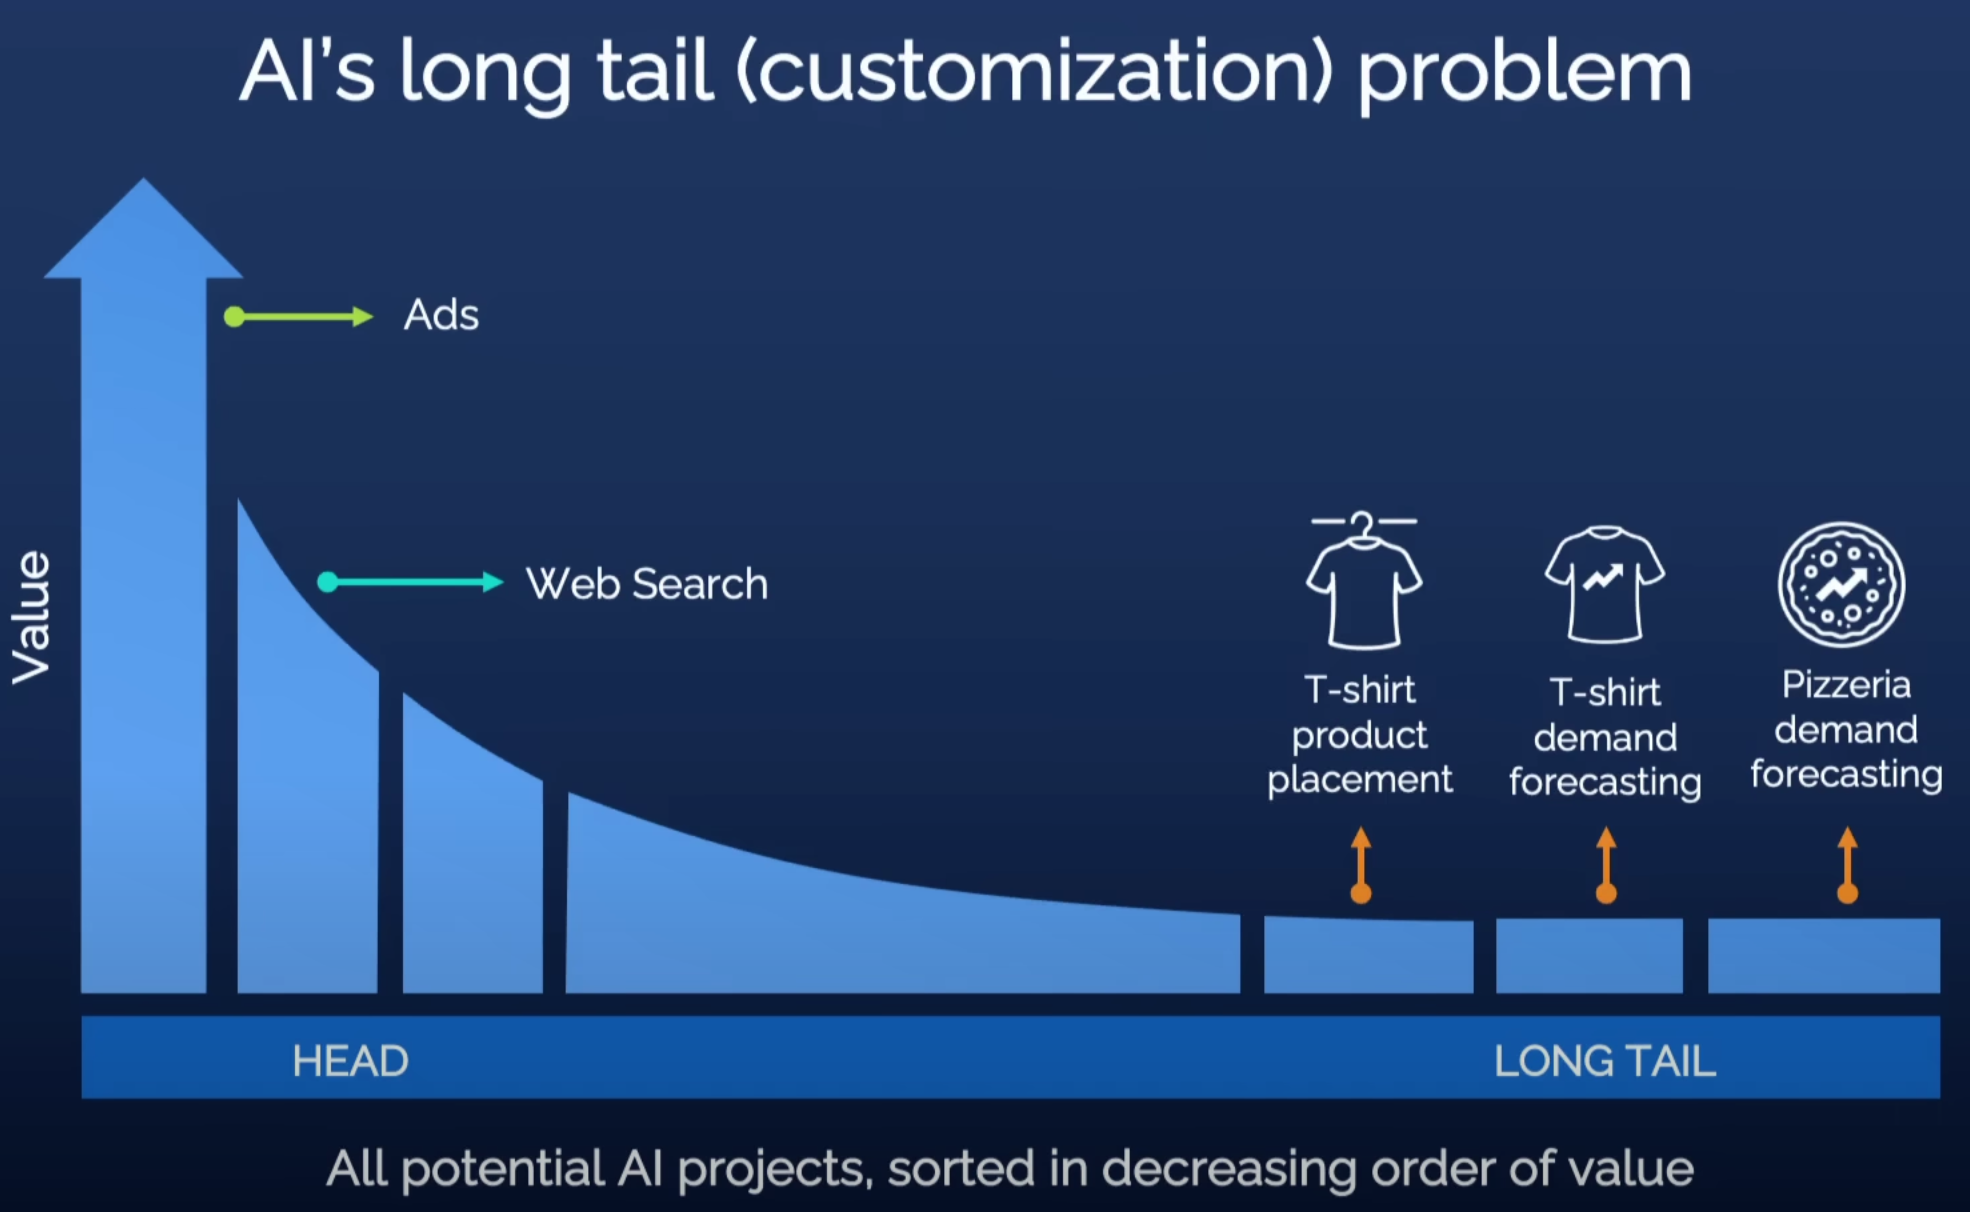 AI's long tail (customization) problem
Value
Ads
Web Search
T-shirt
product
placement
T-shirt
demand
forecasting
Pizzeria
demand
forecasting
HEAD
LONG TAIL
All potential AI projects, sorted in decreasing order of value